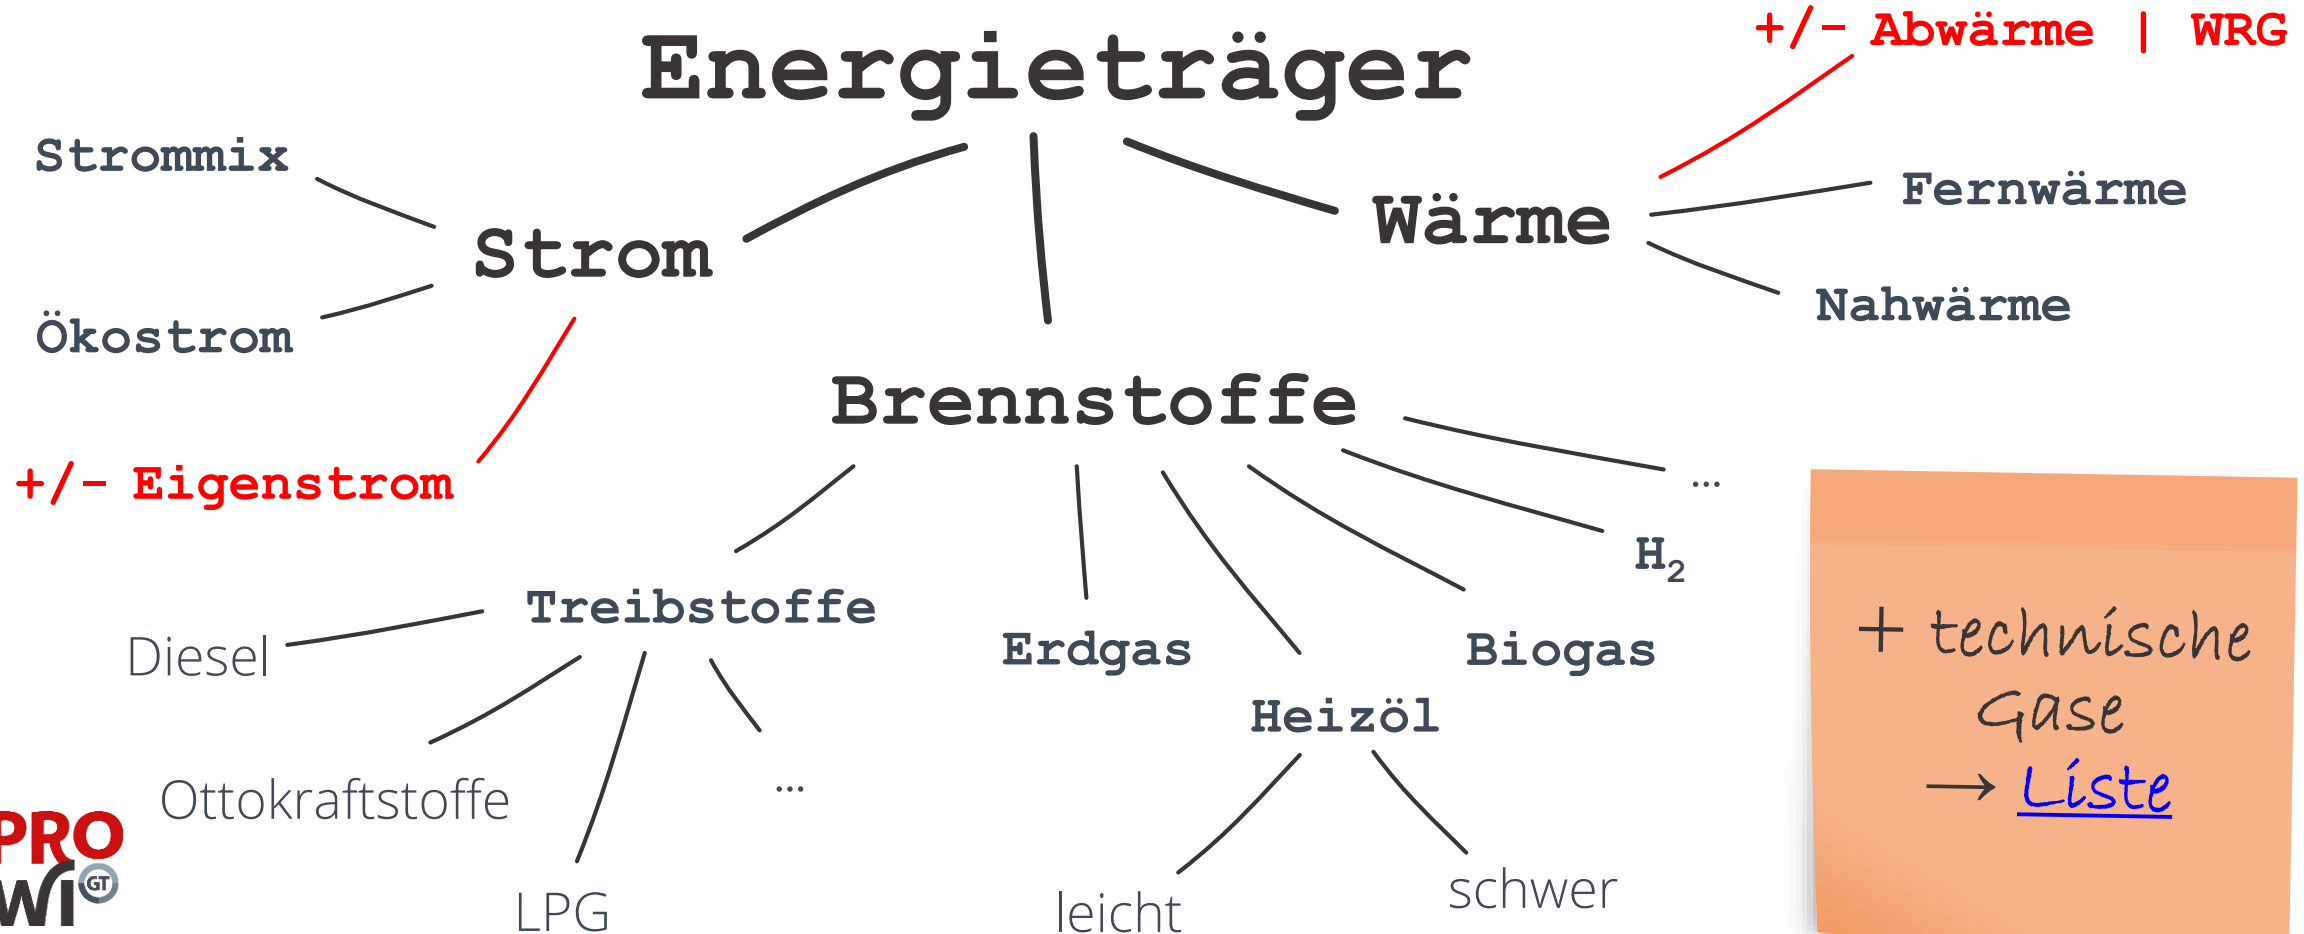 Energieträger
+/- Abwärme | WRG
Strommix
Fernwärme
Wärme
Strom
Nahwärme
Ökostrom
Brennstoffe
+/- Eigenstrom
...
H₂
Treibstoffe
Diesel
Erdgas
Biogas
Heizöl
Ottokraftstoffe
...
LPG
leicht
schwer
+ technische
Gase
→ Liste
PRO
WI GT